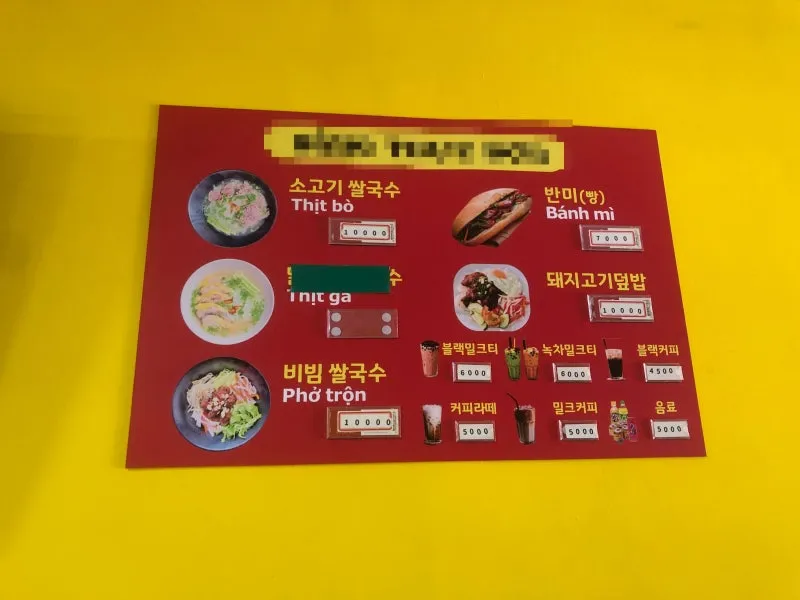 소고기 쌀국수
Thịt bò
10000
수
Thịt gà
비빔 쌀국수
Phở trộn
10000
반미(빵)
Bánh mì
7000
돼지고기덮밥
10000
블랙밀크티
6000
녹차밀크티
6000
블랙커피
4500
커피라떼
5000
밀크커피
5000
음료
5000